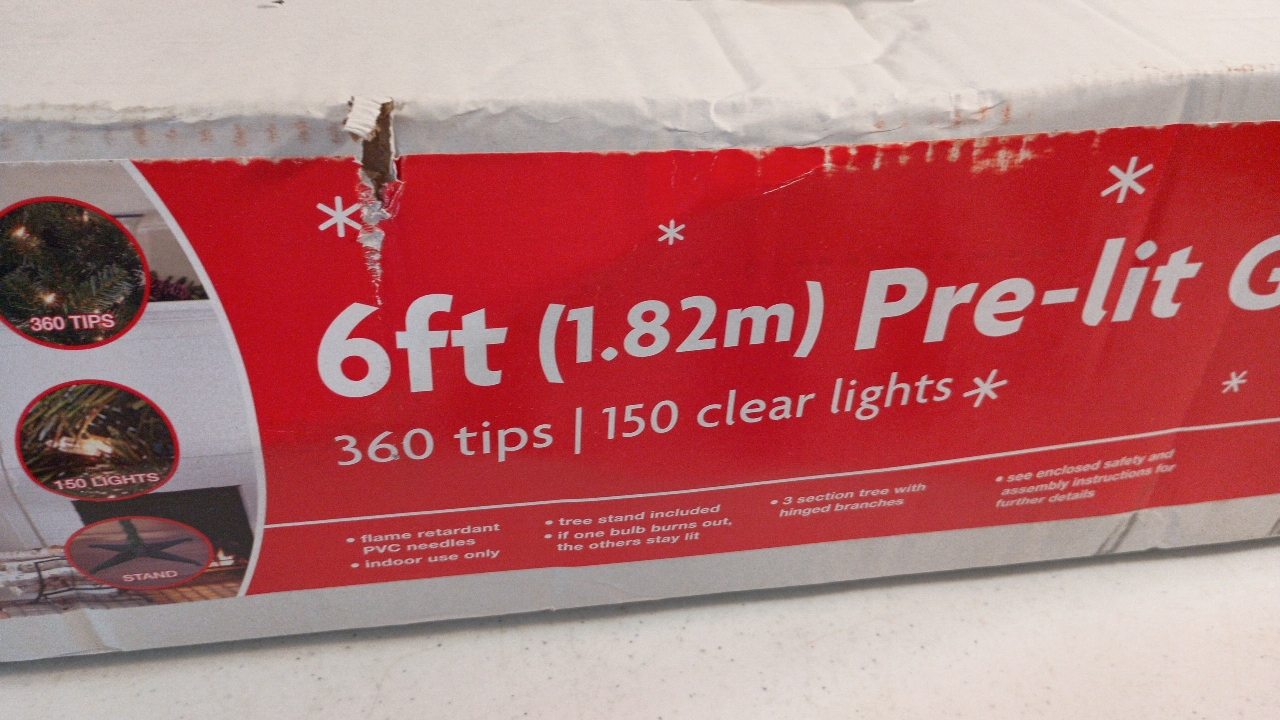 6ft (1.82m) Pre-lit G
360 tips | 150 clear lights
360 TIPS
150 LIGHTS
STAND
• flame retardant
PVC needles
• indoor use only
• tree stand included
• if one bulb burns out,
the others stay lit
• 3 section tree with
hinged branches
• see enclosed safety and
assembly instructions for
further details